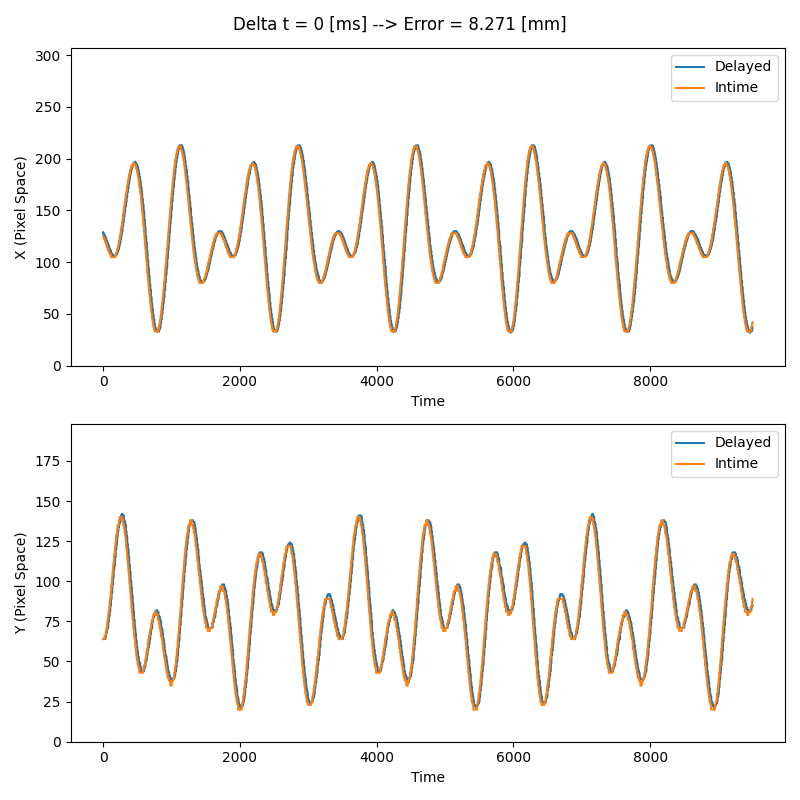 Delta t = 0 [ms] --> Error = 8.271 [mm]
300
250
200
150
100
50
0
X (Pixel Space)
Delayed
Intime
0 2000 4000 6000 8000
Time
175
150
125
100
75
50
25
0
Y (Pixel Space)
Delayed
Intime
0 2000 4000 6000 8000
Time